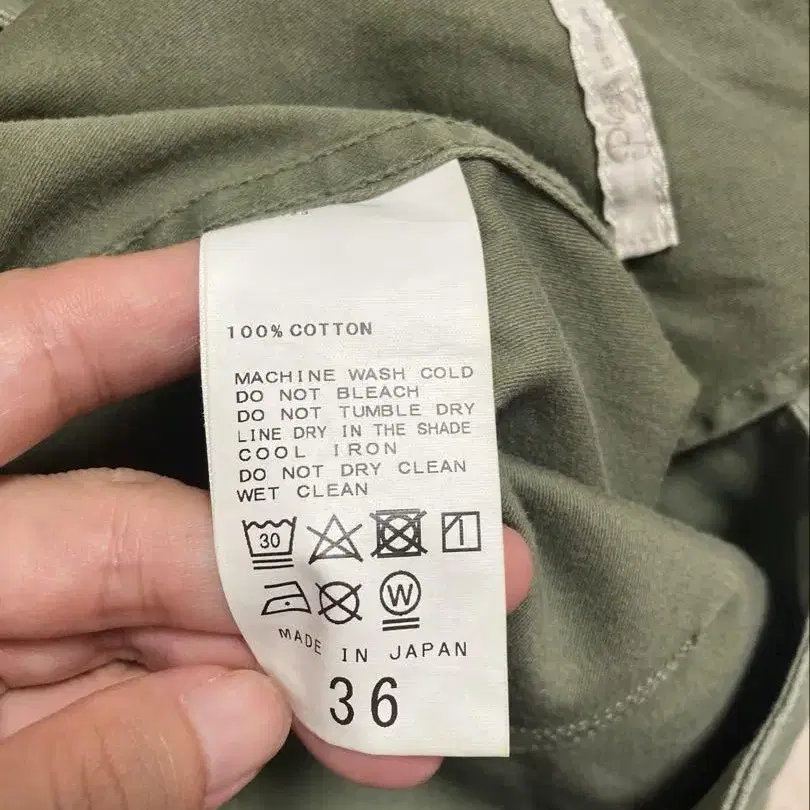 100% COTTON
MACHINE WASH COLD
DO NOT BLEACH
DO NOT TUMBLE DRY
LINE DRY IN THE SHADE
COOL IRON
DO NOT DRY CLEAN
WET CLEAN
30
W
MADE IN JAPAN
36